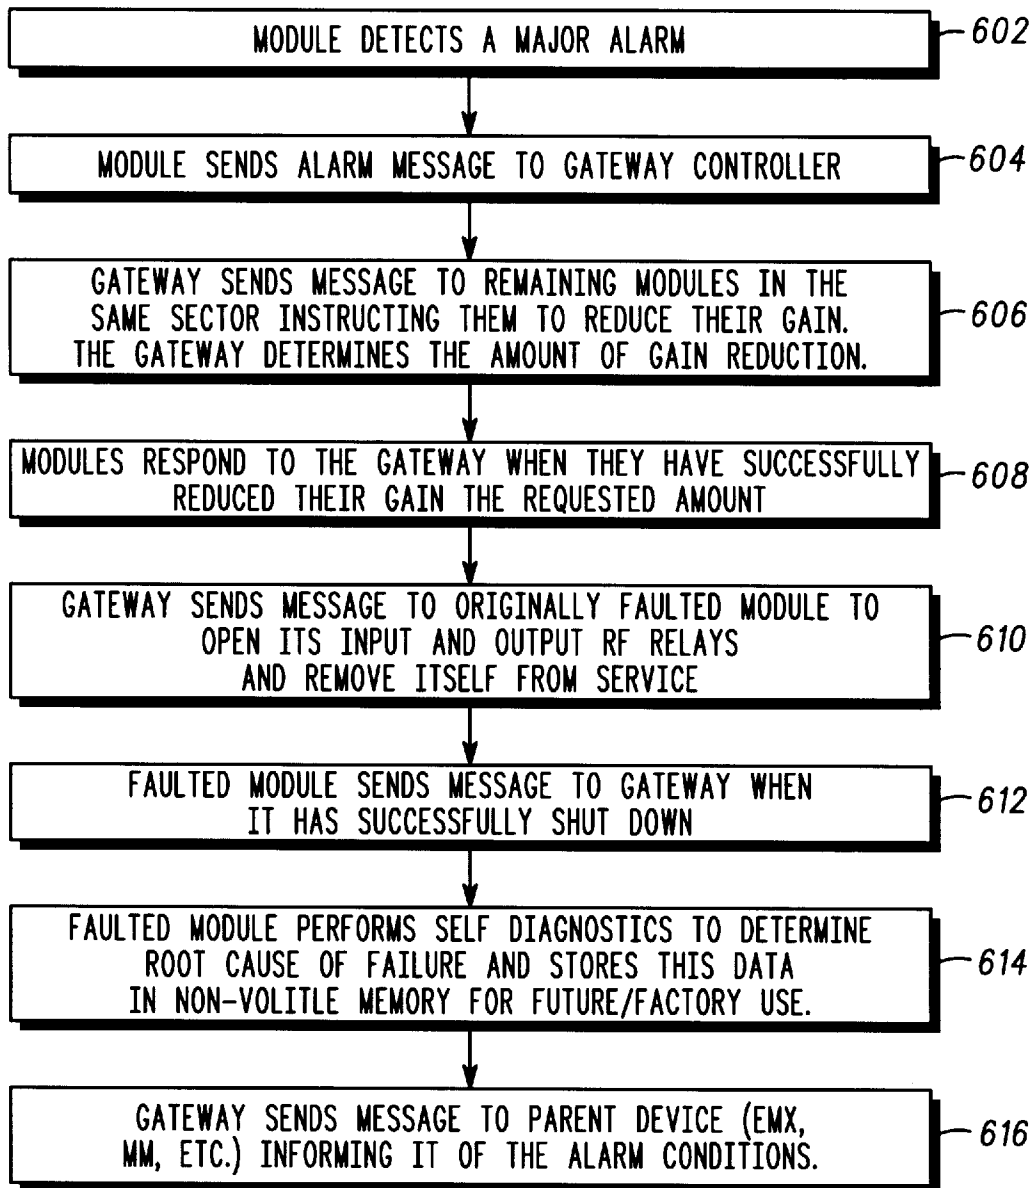 MODULE DETECTS A MAJOR ALARM
602
MODULE SENDS ALARM MESSAGE TO GATEWAY CONTROLLER
604
GATEWAY SENDS MESSAGE TO REMAINING MODULES IN THE
SAME SECTOR INSTRUCTING THEM TO REDUCE THEIR GAIN.
THE GATEWAY DETERMINES THE AMOUNT OF GAIN REDUCTION.
606
MODULES RESPOND TO THE GATEWAY WHEN THEY HAVE SUCCESSFULLY
REDUCED THEIR GAIN THE REQUESTED AMOUNT
608
GATEWAY SENDS MESSAGE TO ORIGINALLY FAULTED MODULE TO
OPEN ITS INPUT AND OUTPUT RF RELAYS
AND REMOVE ITSELF FROM SERVICE
610
FAULTED MODULE SENDS MESSAGE TO GATEWAY WHEN
IT HAS SUCCESSFULLY SHUT DOWN
612
FAULTED MODULE PERFORMS SELF DIAGNOSTICS TO DETERMINE
ROOT CAUSE OF FAILURE AND STORES THIS DATA
IN NON-VOLITLE MEMORY FOR FUTURE/FACTORY USE.
614
GATEWAY SENDS MESSAGE TO PARENT DEVICE (EMX,
MM, ETC.) INFORMING IT OF THE ALARM CONDITIONS.
616